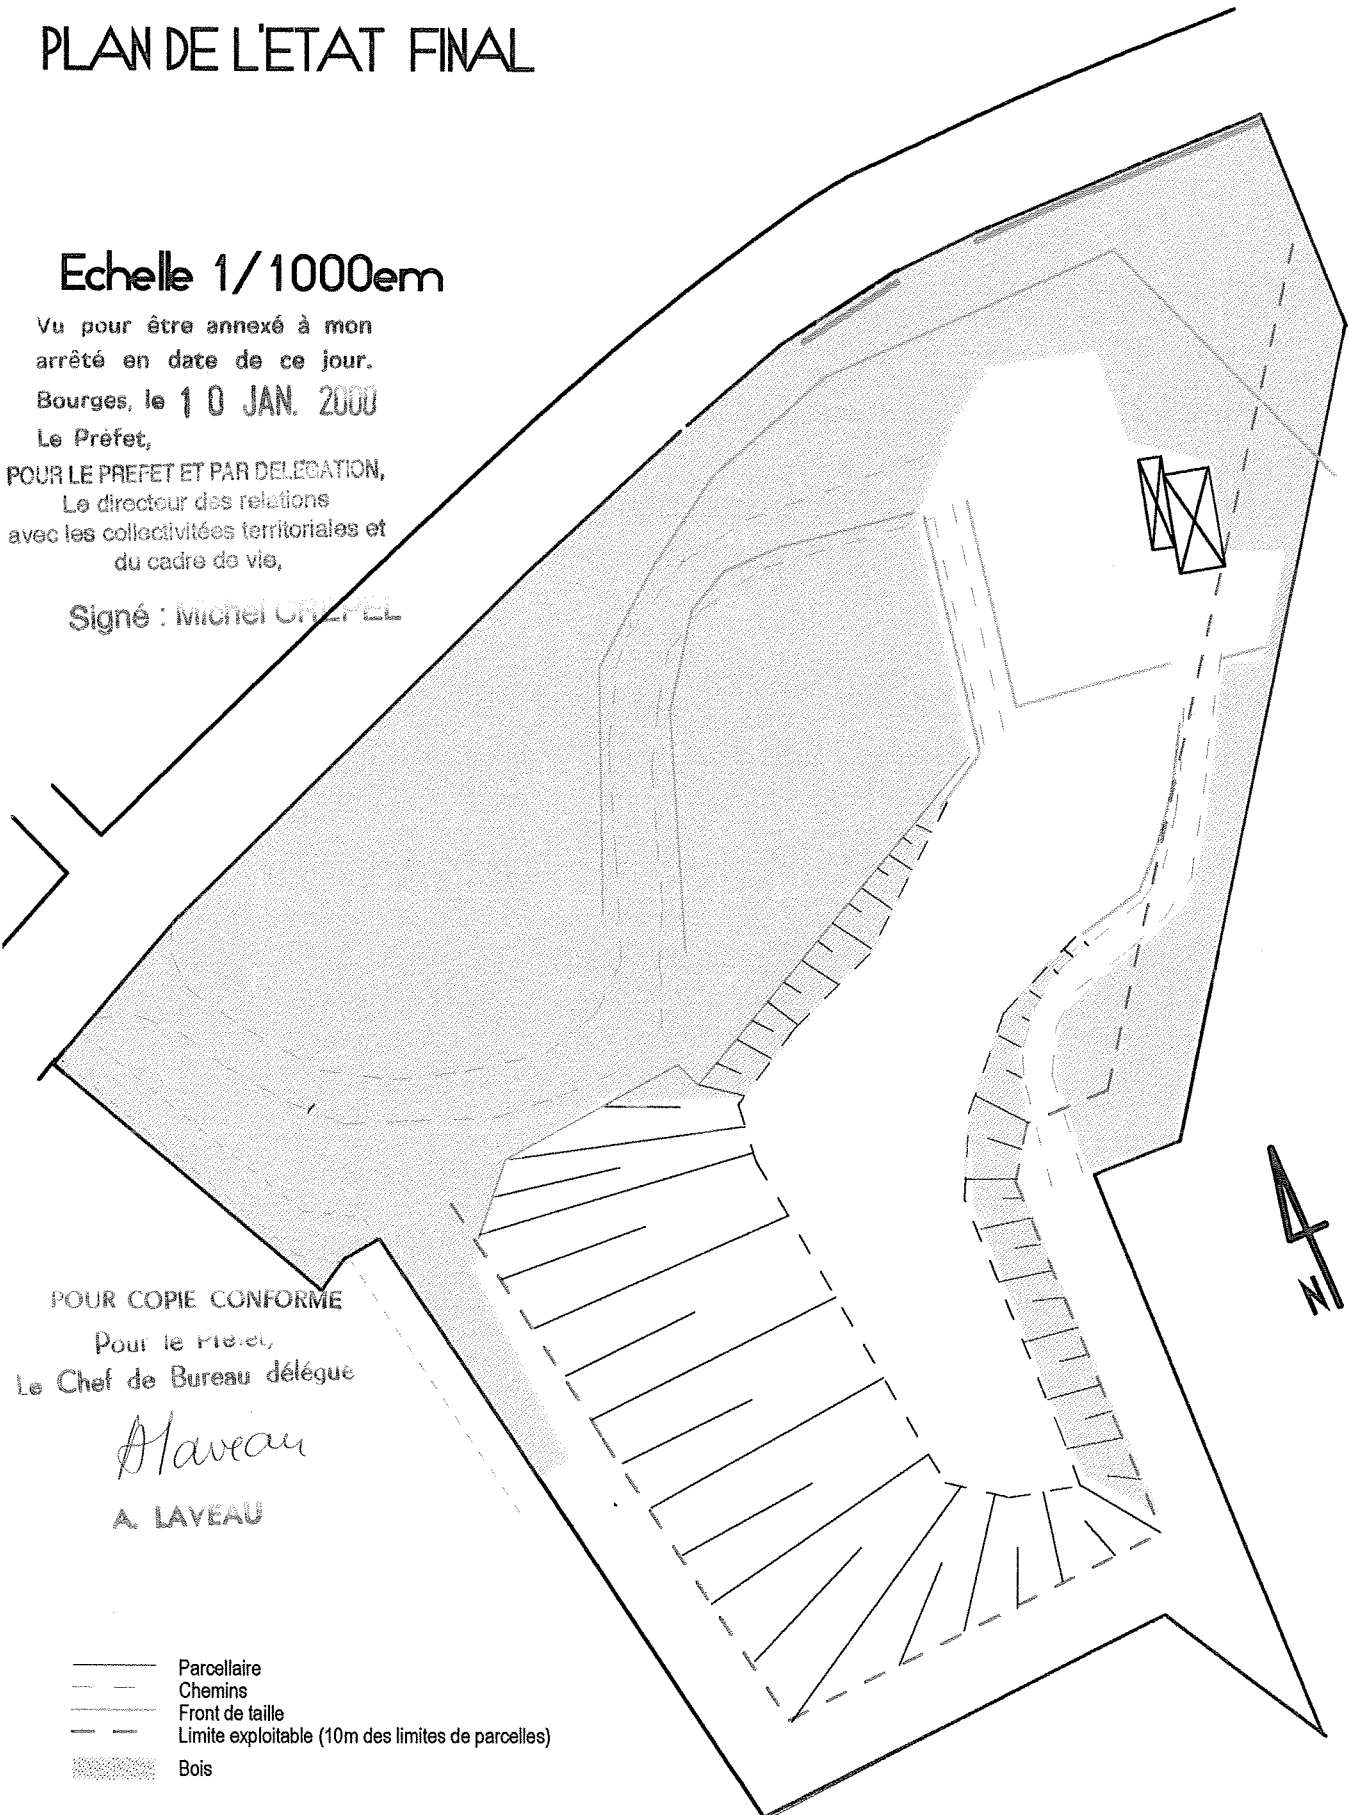 PLAN DE L'ETAT FINAL
Echelle 1/1000em
Vu pour être annexé à mon
arrêté en date de ce jour.
Bourges, le 10 JAN. 2000
Le Préfet,
POUR LE PREFET ET PAR DELEGATION,
Le directeur des relations
avec les collectivités territoriales et
du cadre de vie,
Signé : Michel CREPEL
POUR COPIE CONFORME
Pour le Préfet,
Le Chef de Bureau délégué
A. LAVEAU
N
Parcellaire
Chemins
Front de taille
Limite exploitable (10m des limites de parcelles)
Bois